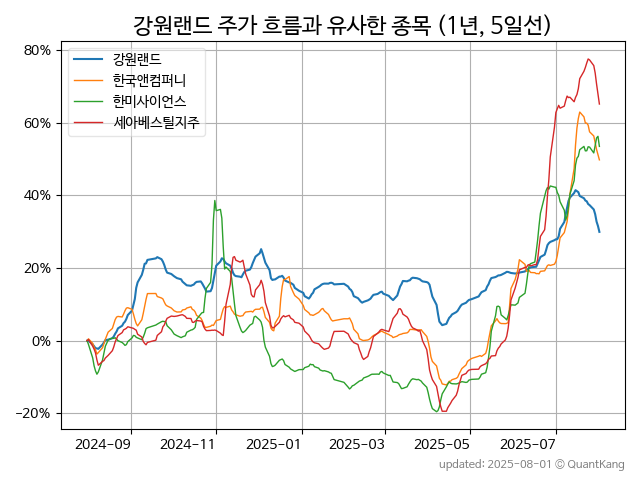 강원랜드 주가 흐름과 유사한 종목 (1년, 5일선)
강원랜드
한국앤컴퍼니
한미사이언스
세아베스틸지주
80%
60%
40%
20%
0%
−20%
2024-09 2024-11 2025-01 2025-03 2025-05 2025-07
updated: 2025-08-01 © QuantKang